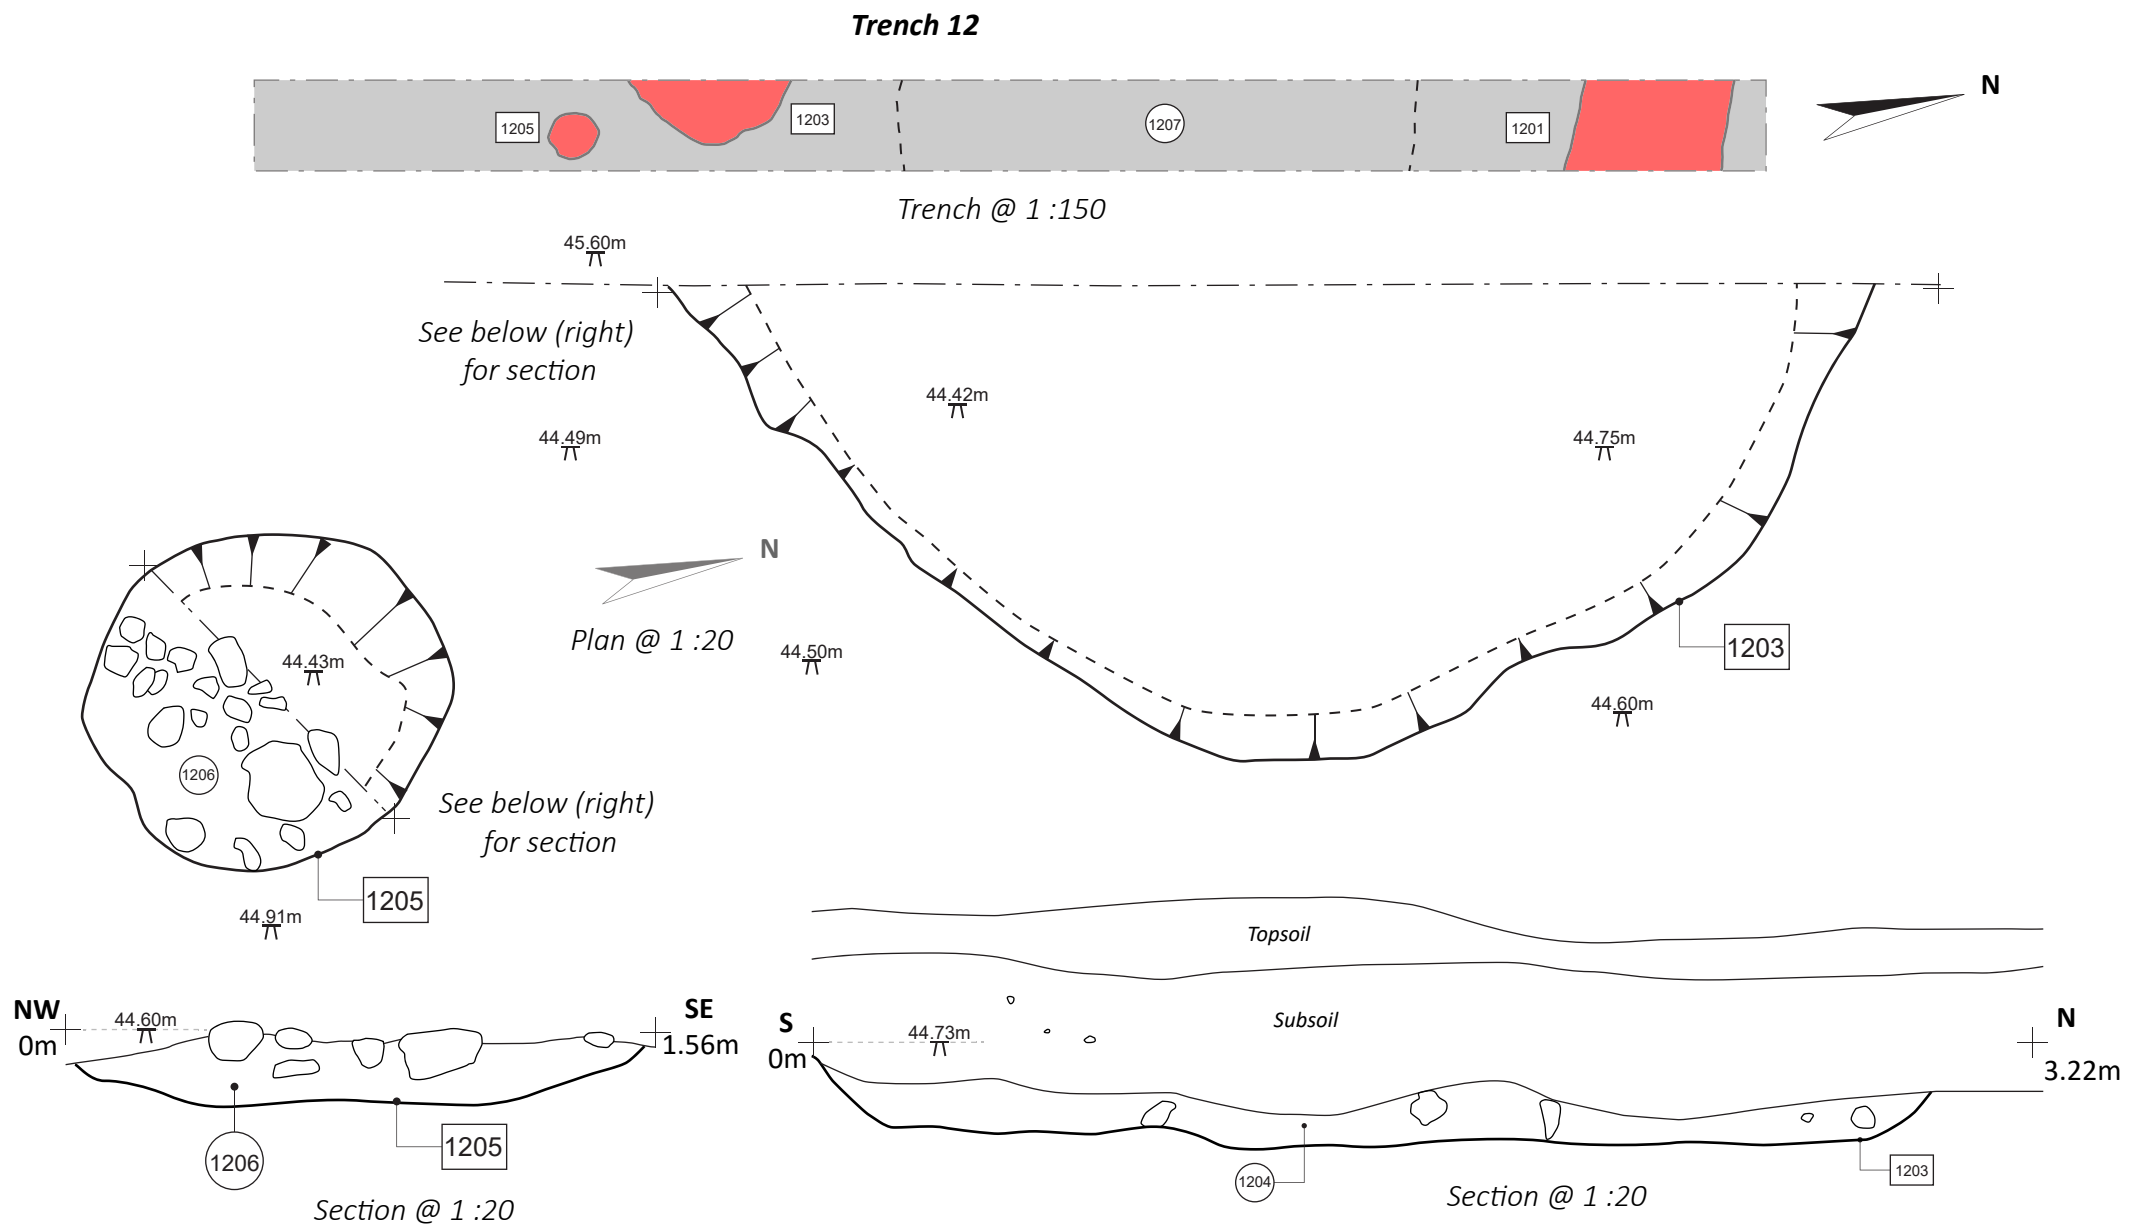 Trench 12
1205
1203
1207
1201
N
Trench @ 1 :150
45.60m
See below (right)
for section
44.42m
44.49m
44.75m
N
Plan @ 1 :20
44.50m
1203
44.43m
44.60m
1206
See below (right)
for section
1205
44.91m
Topsoil
NW
0m
44.60m
SE
1.56m
S
0m
44.73m
Subsoil
N
3.22m
1206
1205
1204
1203
Section @ 1 :20
Section @ 1 :20